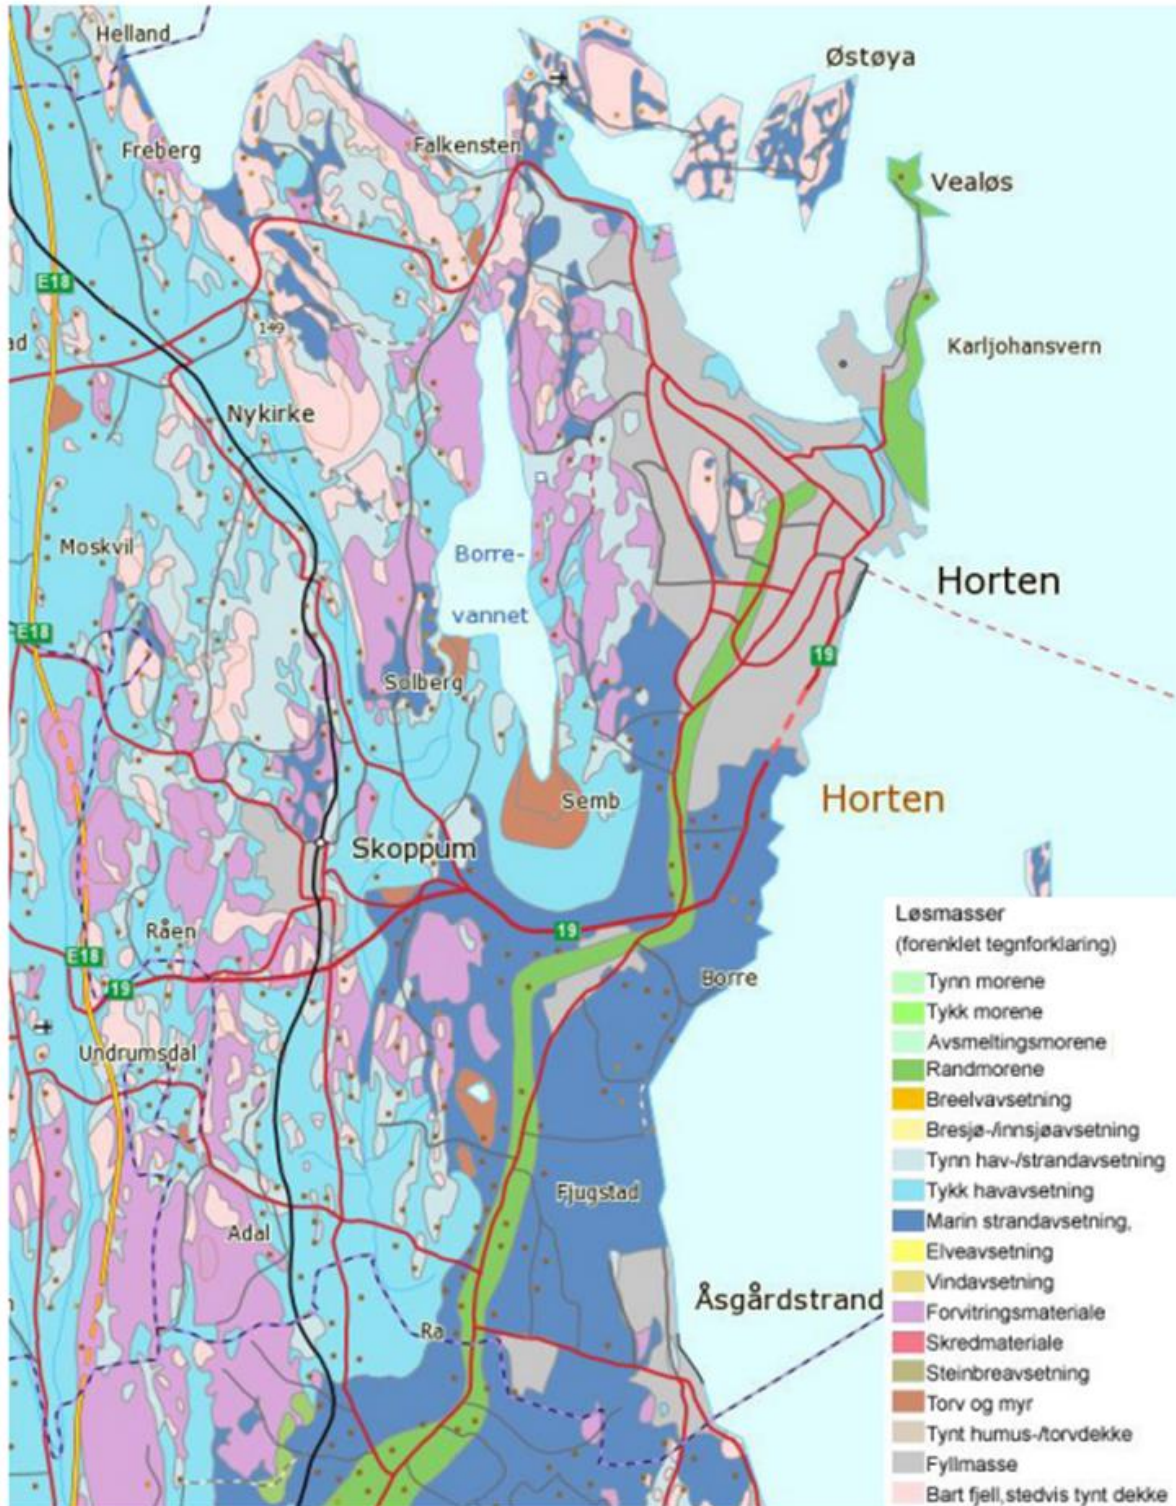 Helland
Østøya
Freberg
Falkensten
Vealøs
E18
149
ad
Karljohansvern
Nykirke
Moskvil
Borre-
vannet
Horten
E18
19
Solberg
Semb
Horten
Skoppum
Råen
19
E18
19
Borre
Undrumsdal
Fjugstad
Adal
Åsgårdstrand
Ra
Løsmasser
(forenklet tegnforklaring)
Tynn morene
Tykk morene
Avsmeltingsmorene
Randmorene
Breelvavsetning
Bresjø-/innsjøavsetning
Tynn hav-/strandavsetning
Tykk havavsetning
Marin strandavsetning,
Elveavsetning
Vindavsetning
Forvitringsmateriale
Skredmateriale
Steinbreavsetning
Torv og myr
Tynt humus-/torvdekke
Fyllmasse
Bart fjell,stedvis tynt dekke